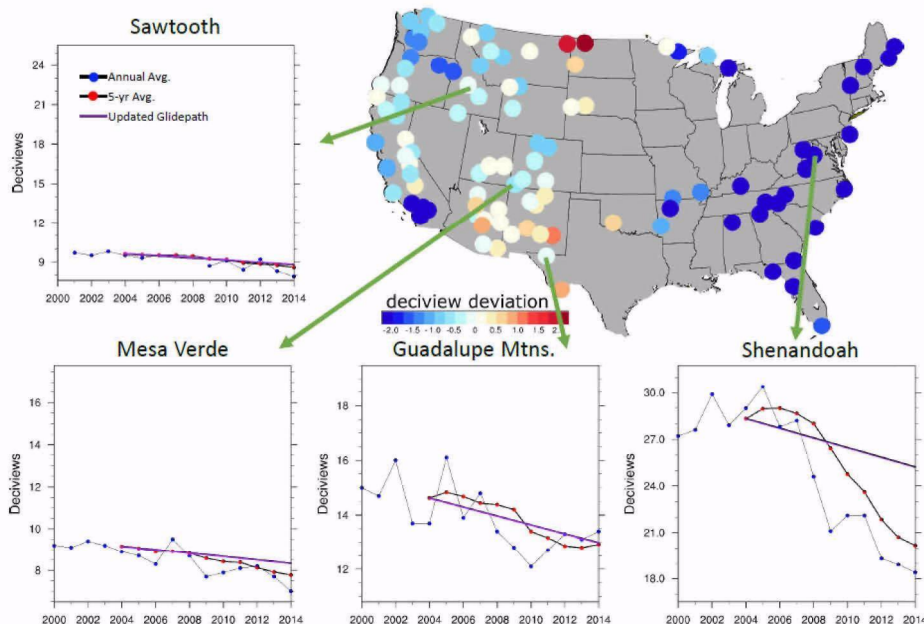 Sawtooth
24
21
18
15
12
9
Deciviews
Annual Avg.
5-yr Avg.
Updated Glidepath
2000 2002 2004 2006 2008 2010 2012 2014
deciview deviation
-2.0 -1.5 -1.0 -0.5 0.0 0.5 1.0 1.5 2.0
Mesa Verde
16
14
12
10
8
Deciviews
2000 2002 2004 2006 2008 2010 2012 2014
Guadalupe Mtns.
18
16
14
12
Deciviews
2000 2002 2004 2006 2008 2010 2012 2014
Shenandoah
30.0
27.0
24.0
21.0
18.0
Deciviews
2000 2002 2004 2006 2008 2010 2012 2014